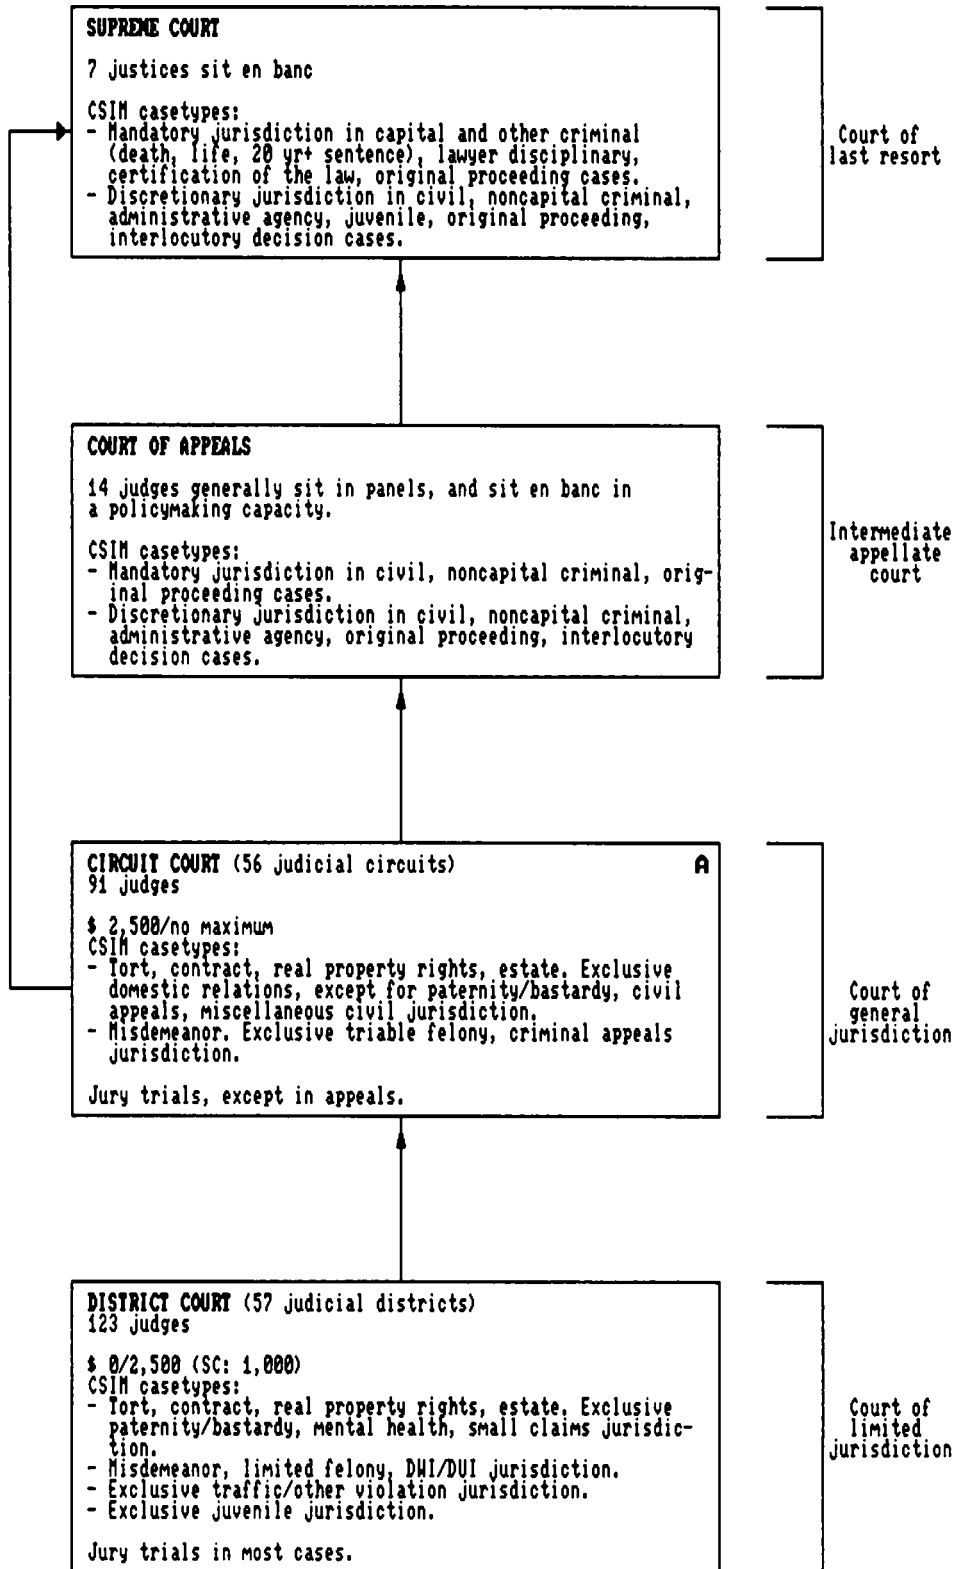 SUPREME COURT
7 justices sit en banc
CSIM casetypes:
- Mandatory jurisdiction in capital and other criminal
(death, life, 20 yr+ sentence), lawyer disciplinary,
certification of the law, original proceeding cases.
- Discretionary jurisdiction in civil, noncapital criminal,
administrative agency, juvenile, original proceeding,
interlocutory decision cases.
Court of
last resort
COURT OF APPEALS
14 judges generally sit in panels, and sit en banc in
a policymaking capacity.
CSIM casetypes:
- Mandatory jurisdiction in civil, noncapital criminal, orig-
inal proceeding cases.
- Discretionary jurisdiction in civil, noncapital criminal,
administrative agency, original proceeding, interlocutory
decision cases.
Intermediate
appellate
court
CIRCUIT COURT (56 judicial circuits) A
91 judges
$ 2,500/no maximum
CSIM casetypes:
- Tort, contract, real property rights, estate. Exclusive
domestic relations, except for paternity/bastardy, civil
appeals, miscellaneous civil jurisdiction.
- Misdemeanor. Exclusive triable felony, criminal appeals
jurisdiction.
Jury trials, except in appeals.
Court of
general
jurisdiction
DISTRICT COURT (57 judicial districts)
123 judges
$ 0/2,500 (SC: 1,000)
CSIM casetypes:
- Tort, contract, real property rights, estate. Exclusive
paternity/bastardy, mental health, small claims jurisdic-
tion.
- Misdemeanor, limited felony, DWI/DUI jurisdiction.
- Exclusive traffic/other violation jurisdiction.
- Exclusive juvenile jurisdiction.
Jury trials in most cases.
Court of
limited
jurisdiction